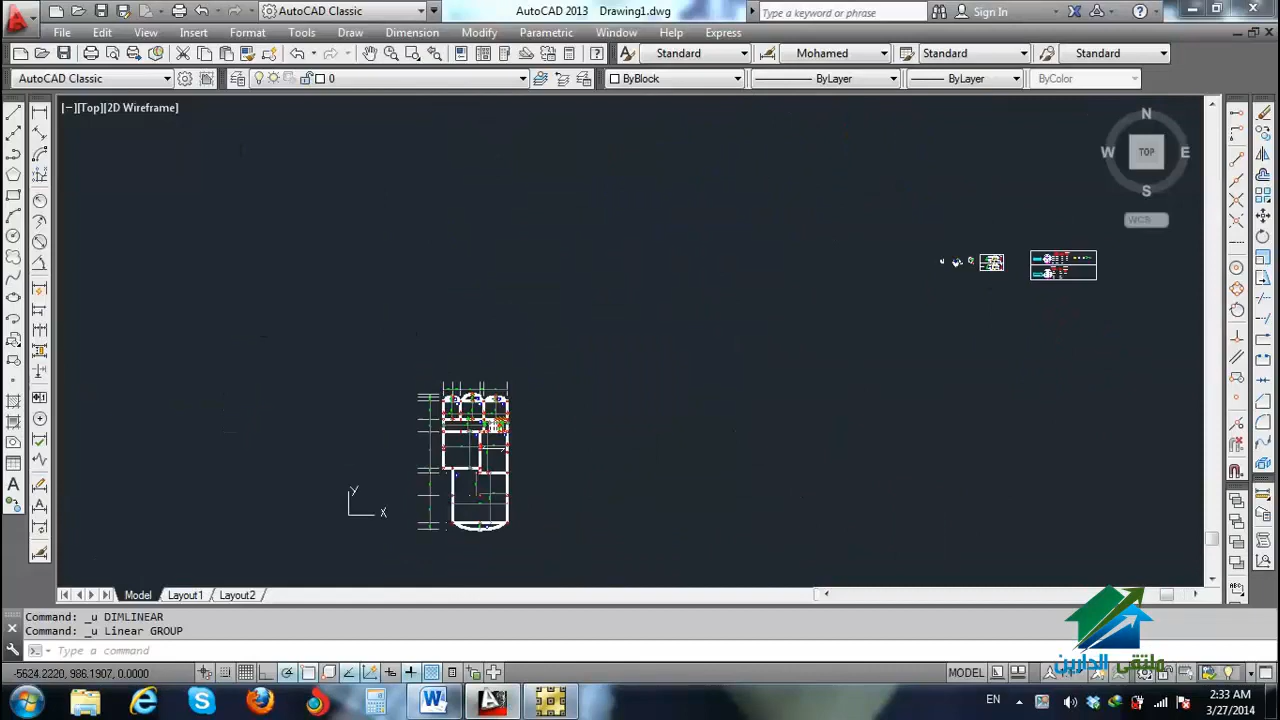 AutoCAD Classic
AutoCAD 2013 Drawing1.dwg
Type a keyword or phrase
Sign In
File Edit View Insert Format Tools Draw Dimension Modify Parametric Window Help Express
Standard Mohamed Standard Standard
AutoCAD Classic 0 ByBlock ByLayer ByLayer ByColor
[−][Top][2D Wireframe]
N
W TOP E
S
WCS
Y
X
Model Layout1 Layout2
Command: _u DIMLINEAR
Command: _u Linear GROUP
Type a command
ملتقى الدارين
-5624.2220, 986.1907, 0.0000 MODEL
EN 2:33 AM
3/27/2014